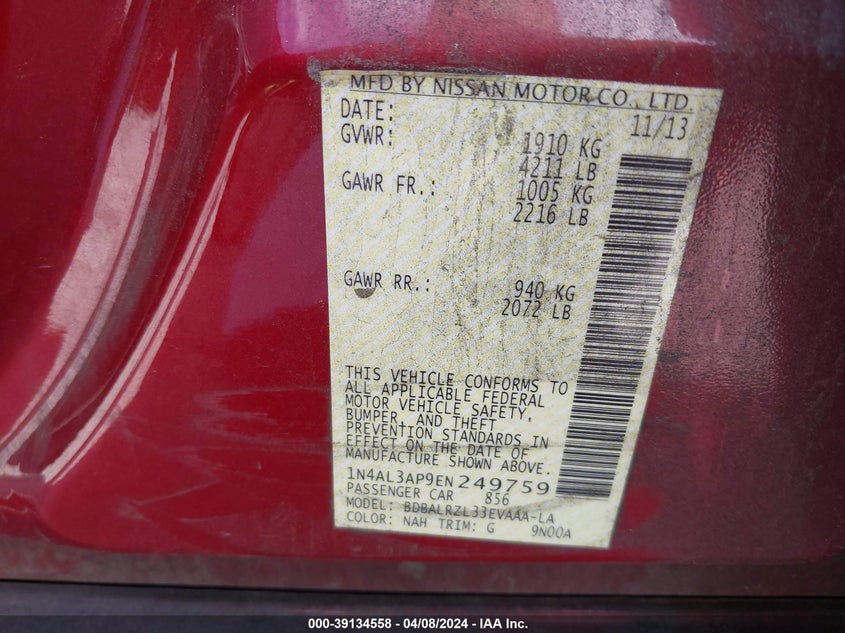 MFD BY NISSAN MOTOR CO., LTD.
DATE: 11/13
GVWR: 1910 KG
4211 LB
GAWR FR.: 1005 KG
2216 LB
GAWR RR.: 940 KG
2072 LB
THIS VEHICLE CONFORMS TO
ALL APPLICABLE FEDERAL
MOTOR VEHICLE SAFETY,
BUMPER, AND THEFT
PREVENTION STANDARDS IN
EFFECT ON THE DATE OF
MANUFACTURE SHOWN ABOVE.
1N4AL3AP9EN249759
PASSENGER CAR 856
MODEL: BDBALRZL33EVAAA-LA
COLOR: NAH TRIM: G 9N00A
000-39134558 - 04/08/2024 - IAA Inc.